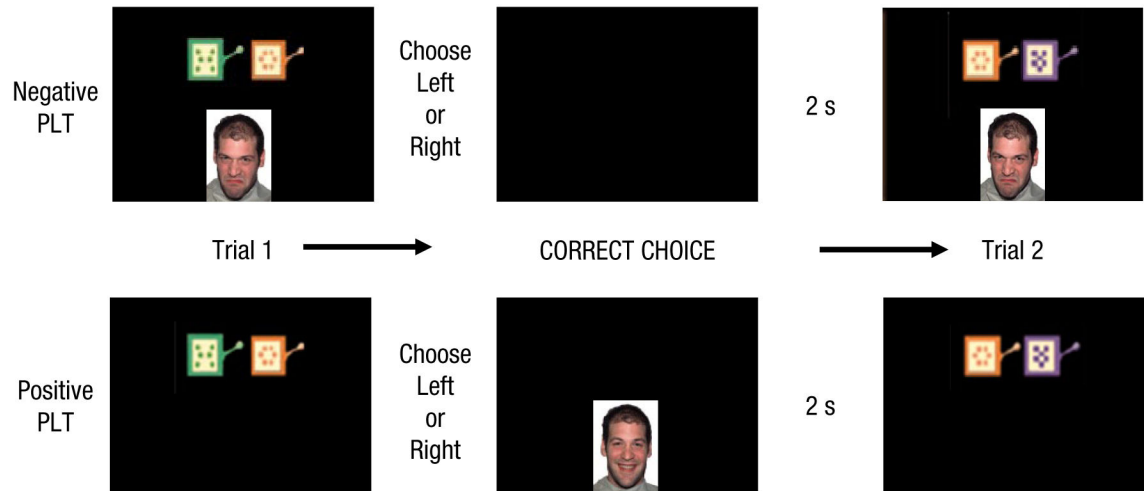 Negative
PLT
Choose
Left
or
Right
2 s
Trial 1
CORRECT CHOICE
Trial 2
Positive
PLT
Choose
Left
or
Right
2 s